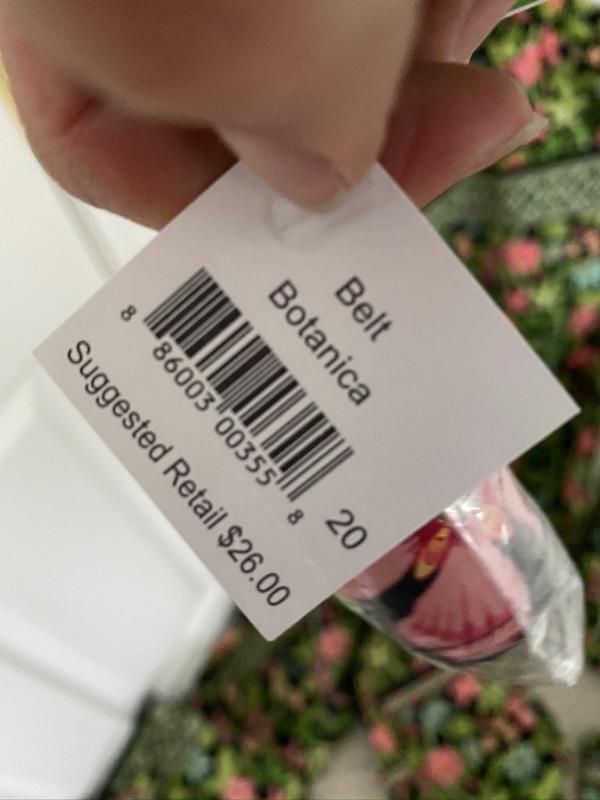 Belt
Botanica
8 86003 00355 8
20
Suggested Retail $26.00